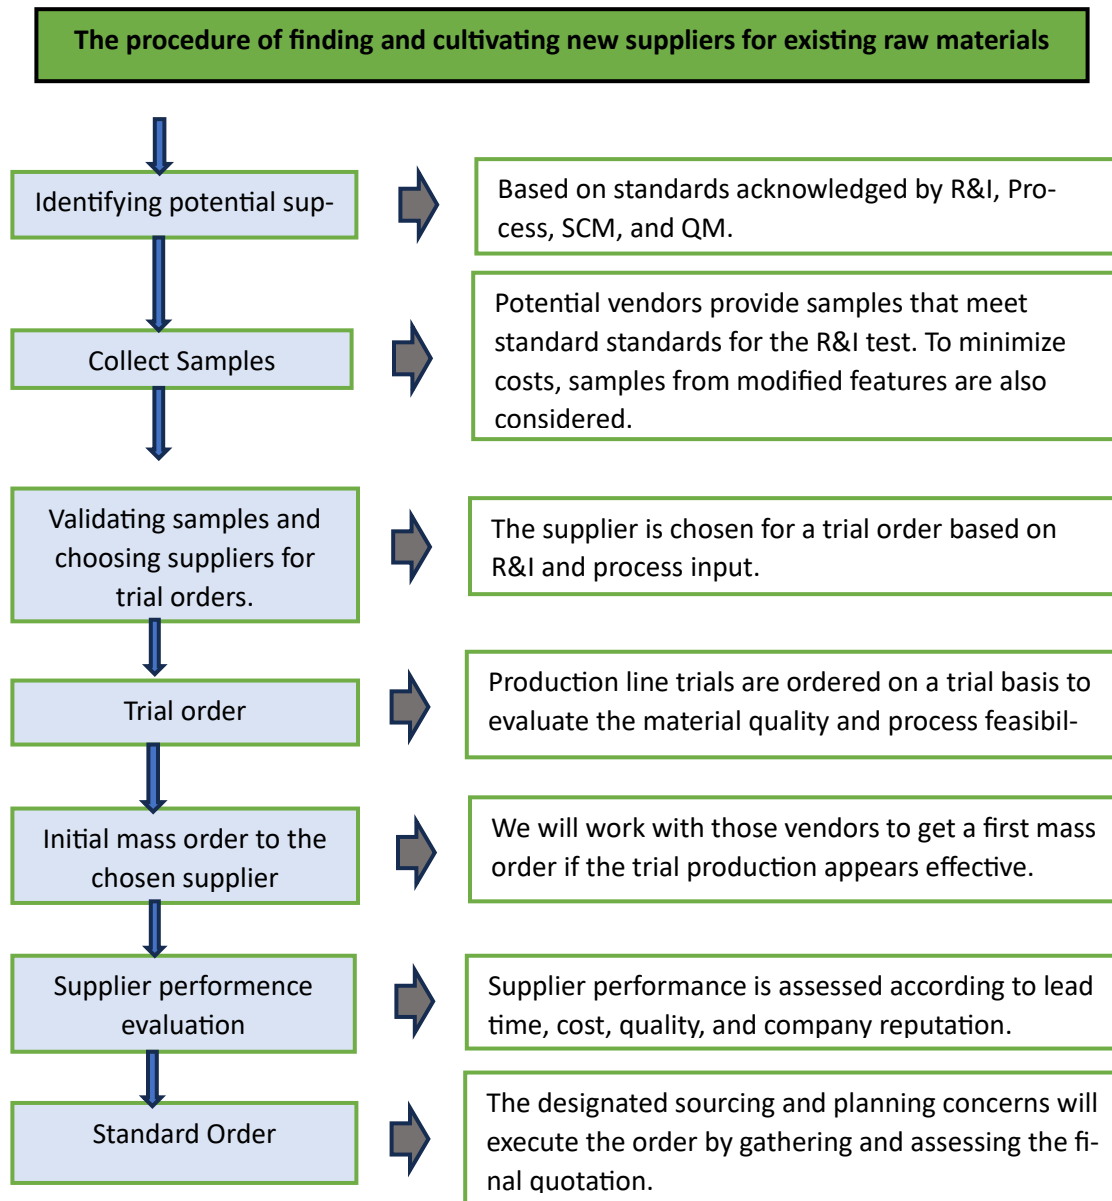 The procedure of finding and cultivating new suppliers for existing raw materials
Identifying potential sup-
Based on standards acknowledged by R&I, Pro-
cess, SCM, and QM.
Collect Samples
Potential vendors provide samples that meet
standard standards for the R&I test. To minimize
costs, samples from modified features are also
considered.
Validating samples and
choosing suppliers for
trial orders.
The supplier is chosen for a trial order based on
R&I and process input.
Trial order
Production line trials are ordered on a trial basis to
evaluate the material quality and process feasibil-
Initial mass order to the
chosen supplier
We will work with those vendors to get a first mass
order if the trial production appears effective.
Supplier performence
evaluation
Supplier performance is assessed according to lead
time, cost, quality, and company reputation.
Standard Order
The designated sourcing and planning concerns will
execute the order by gathering and assessing the fi-
nal quotation.